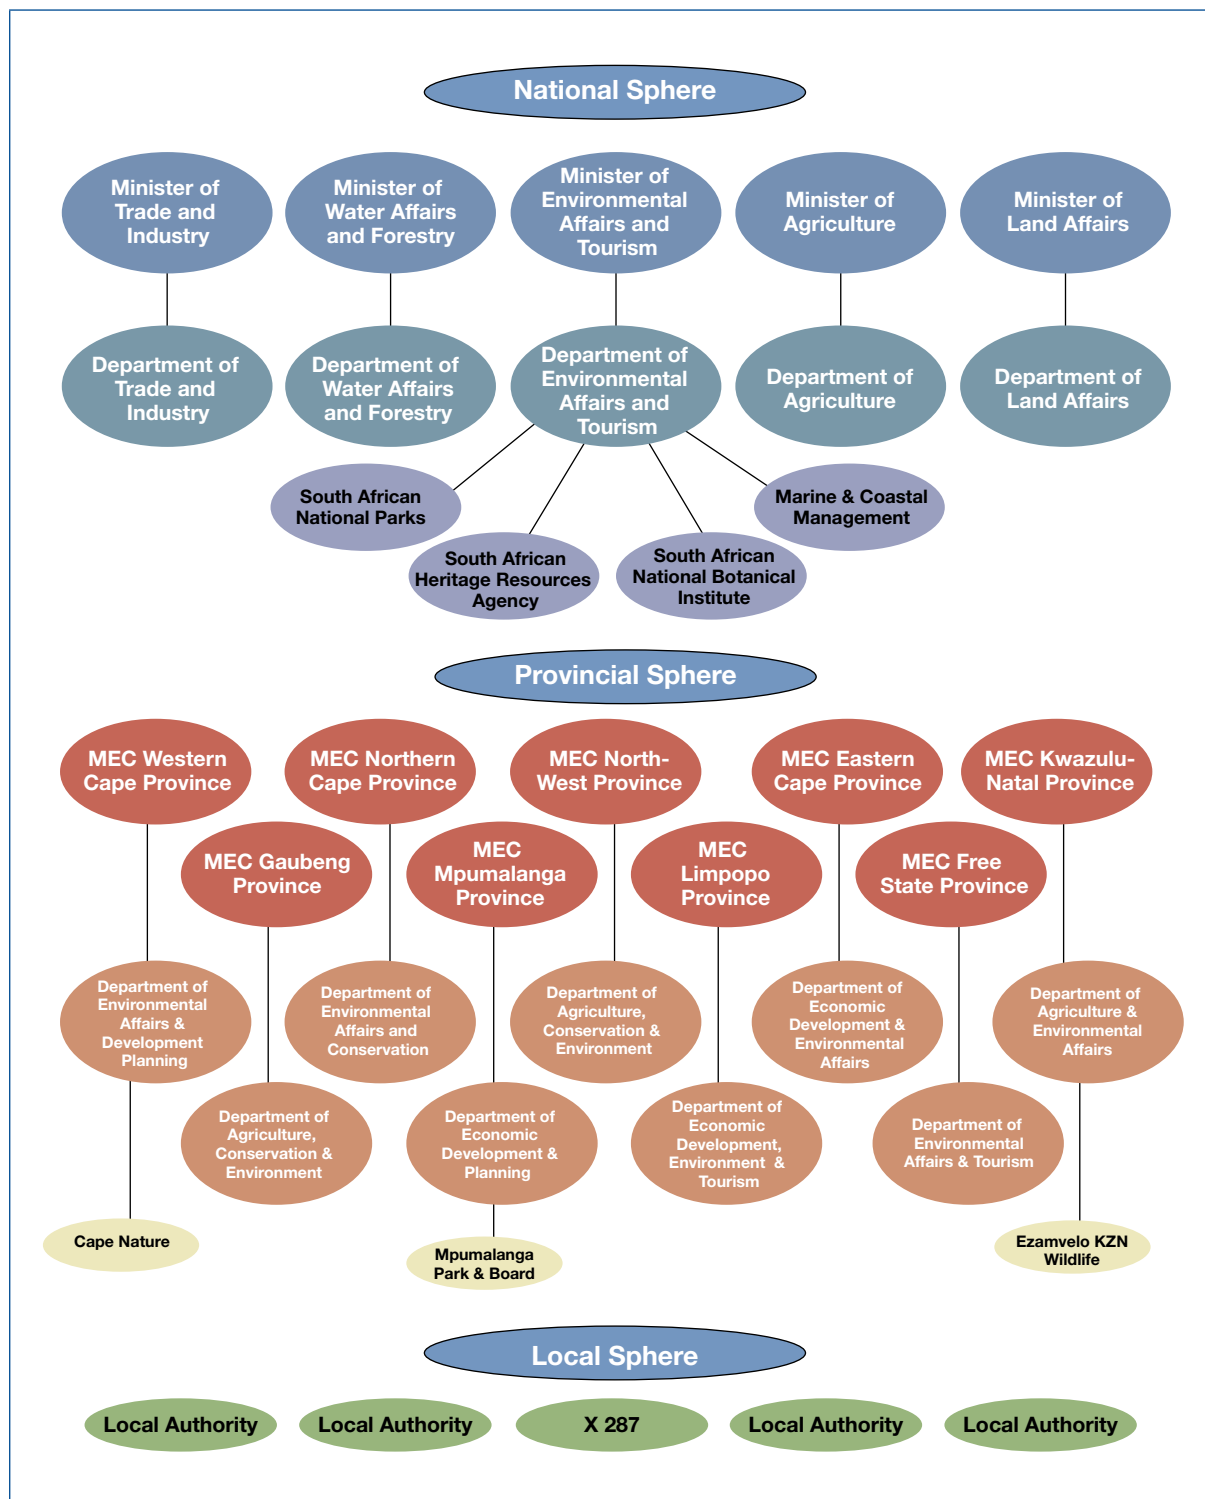 National Sphere
Minister of
Trade and
Industry
Minister of
Water Affairs
and Forestry
Minister of
Environmental
Affairs and
Tourism
Minister of
Agriculture
Minister of
Land Affairs
Department of
Trade and
Industry
Department of
Water Affairs
and Forestry
Department of
Environmental
Affairs and
Tourism
Department of
Agriculture
Department of
Land Affairs
South African
National Parks
South African
Heritage Resources
Agency
South African
National Botanical
Institute
Marine & Coastal
Management
Provincial Sphere
MEC Western
Cape Province
MEC Northern
Cape Province
MEC North-
West Province
MEC Eastern
Cape Province
MEC Kwazulu-
Natal Province
MEC Gaubeng
Province
MEC
Mpumalanga
Province
MEC
Limpopo
Province
MEC Free
State Province
Department of
Environmental
Affairs &
Development
Planning
Department of
Environmental
Affairs and
Conservation
Department of
Agriculture,
Conservation &
Environment
Department of
Economic
Development &
Environmental
Affairs
Department of
Agriculture &
Environmental
Affairs
Department of
Agriculture,
Conservation &
Environment
Department of
Economic
Development &
Planning
Department of
Economic
Development,
Environment &
Tourism
Department of
Environmental
Affairs & Tourism
Cape Nature
Mpumalanga
Park & Board
Ezamvelo KZN
Wildlife
Local Sphere
Local Authority
Local Authority
X 287
Local Authority
Local Authority